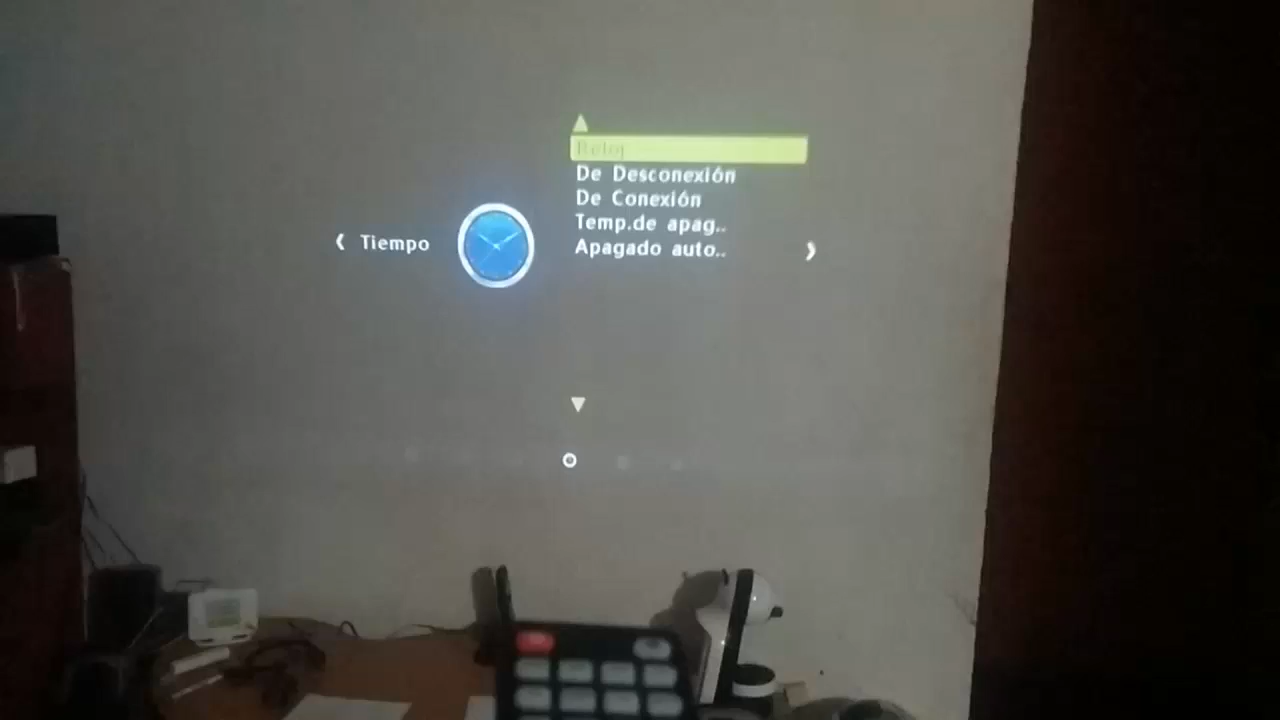 Reloj
De Desconexión
De Conexión
Temp.de apag..
Apagado auto..
Tiempo